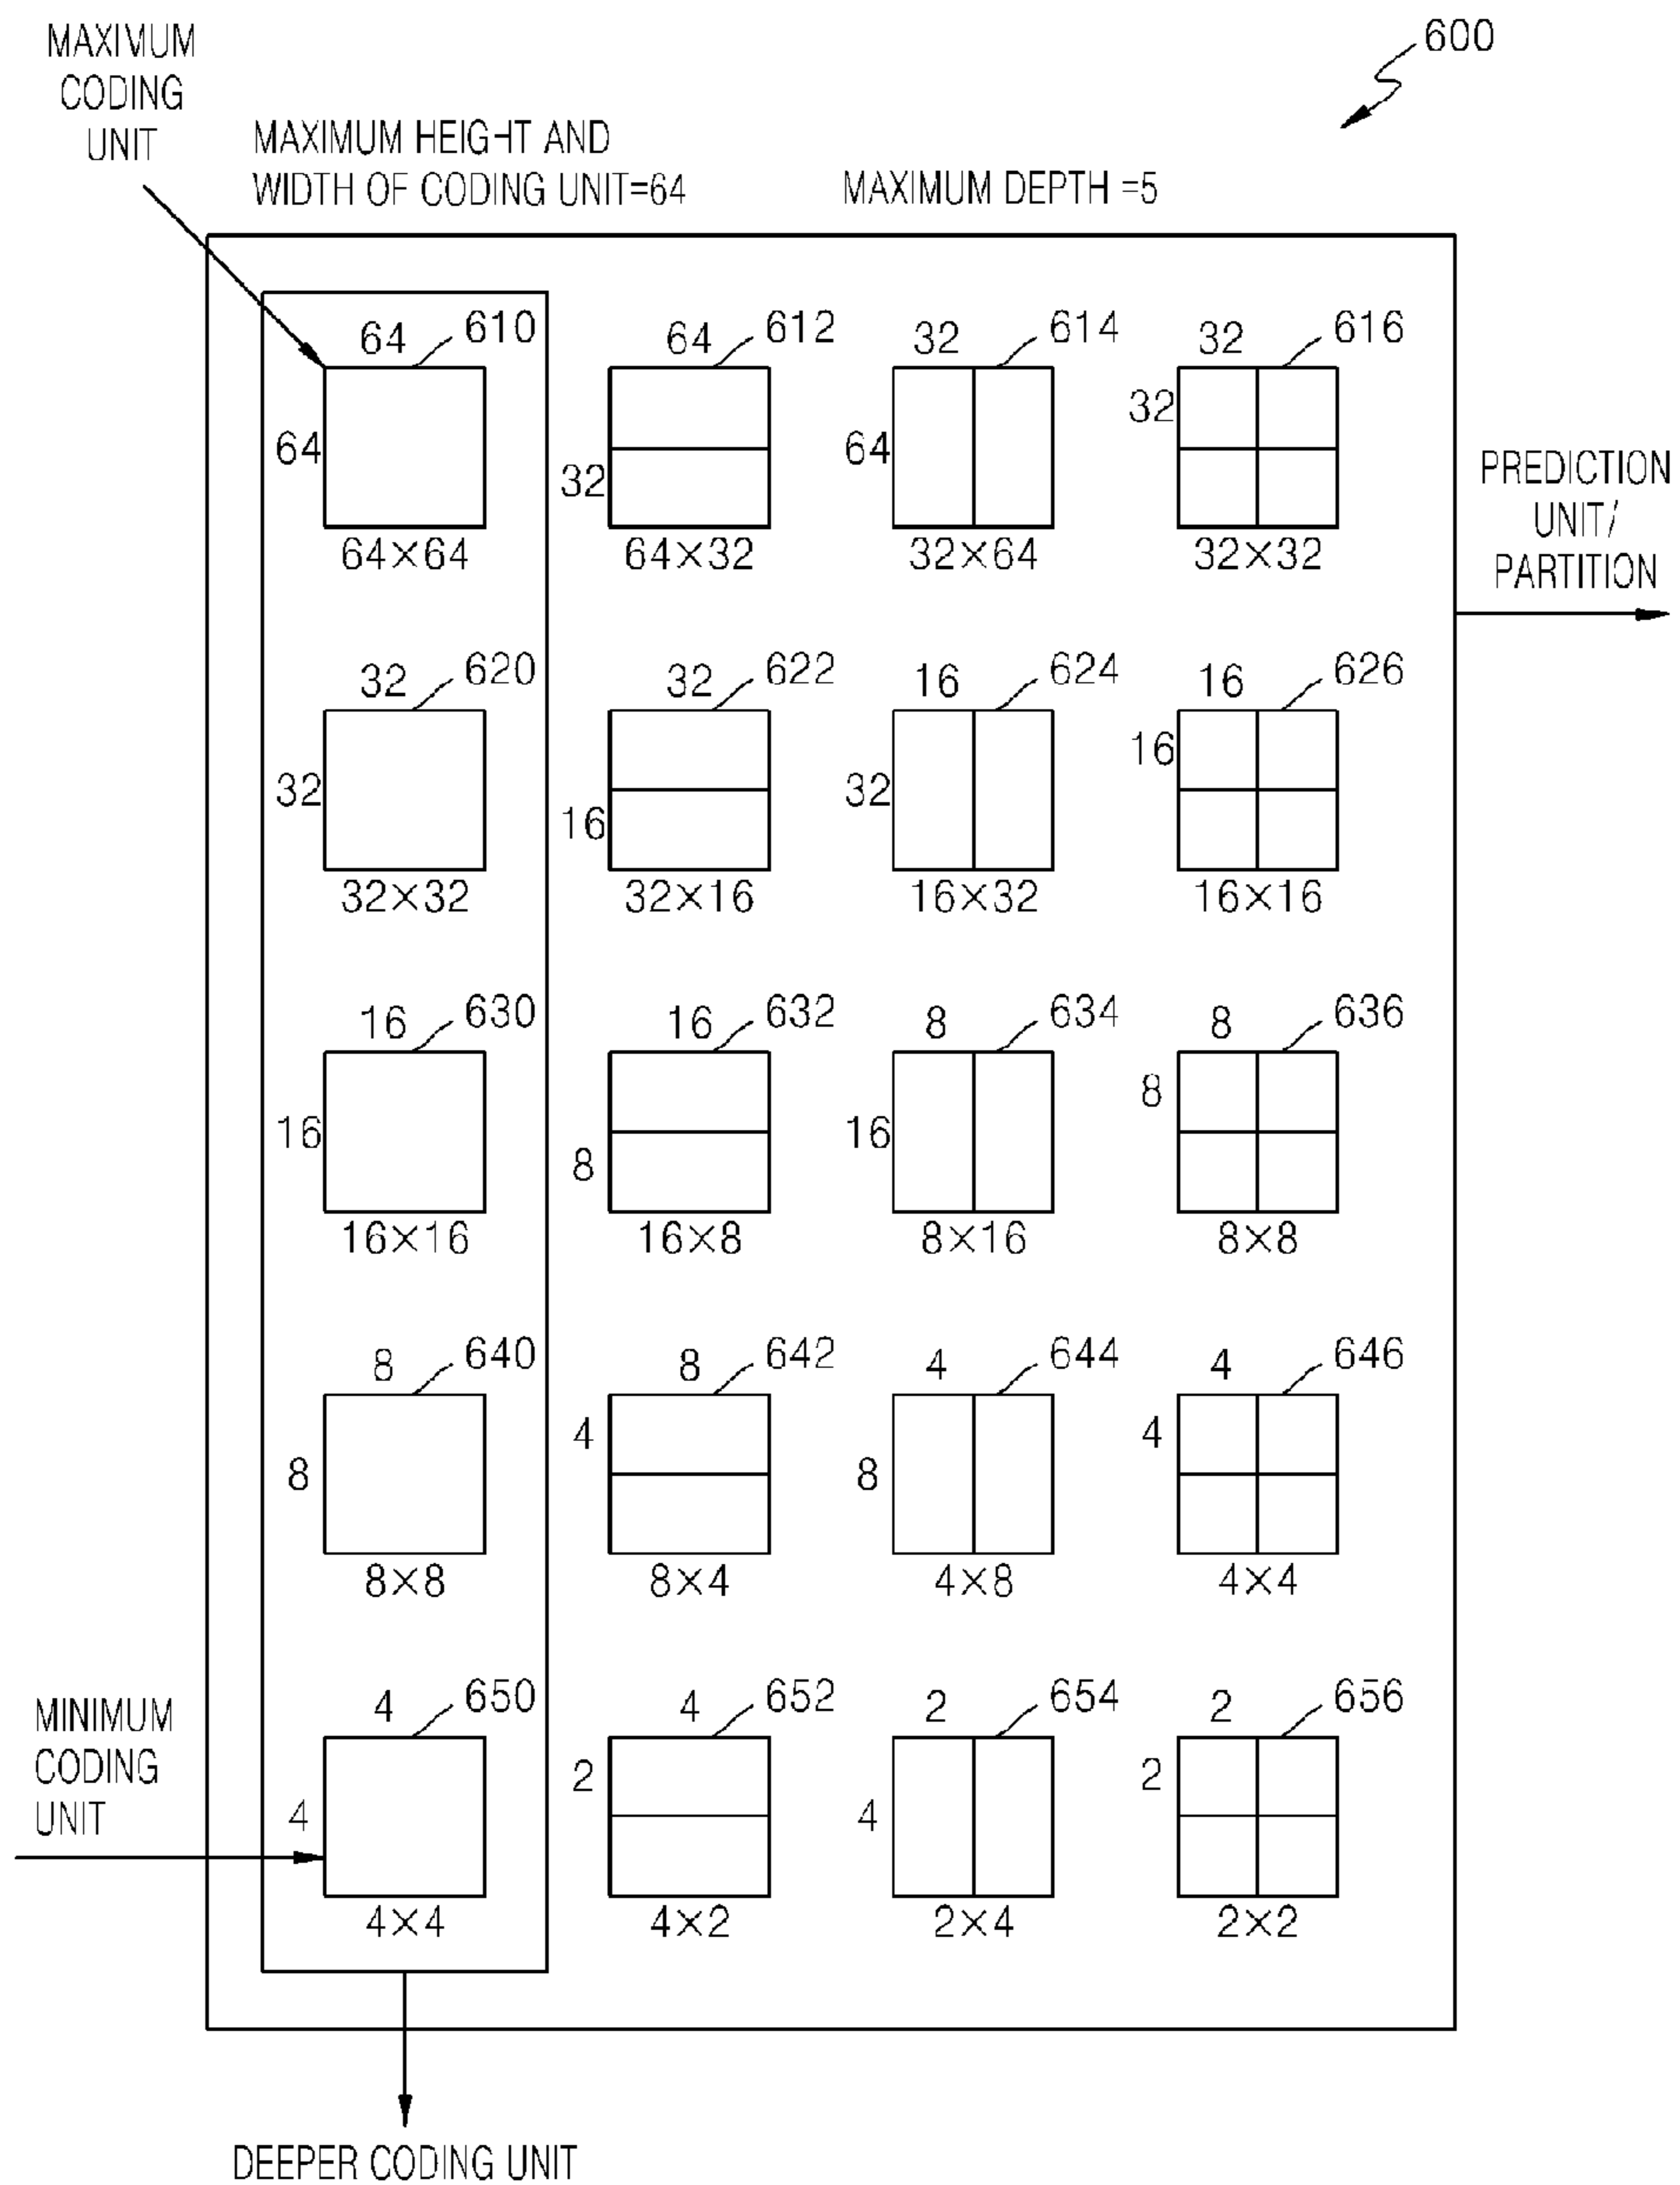 600
MAXIMUM
CODING
UNIT
MAXIMUM HEIGHT AND
WIDTH OF CODING UNIT=64
MAXIMUM DEPTH =5
64 610 64 612 32 614 32 616
64 32 64 32
64×64 64×32 32×64 32×32
PREDICTION
UNIT/
PARTITION
32 620 32 622 16 624 16 626
32 16 32 16
32×32 32×16 16×32 16×16
16 630 16 632 8 634 8 636
16 8 16 8
16×16 16×8 8×16 8×8
8 640 8 642 4 644 4 646
8 4 8 4
8×8 8×4 4×8 4×4
MINIMUM
CODING
UNIT
4 650 4 652 2 654 2 656
4 2 4 2
4×4 4×2 2×4 2×2
DEEPER CODING UNIT